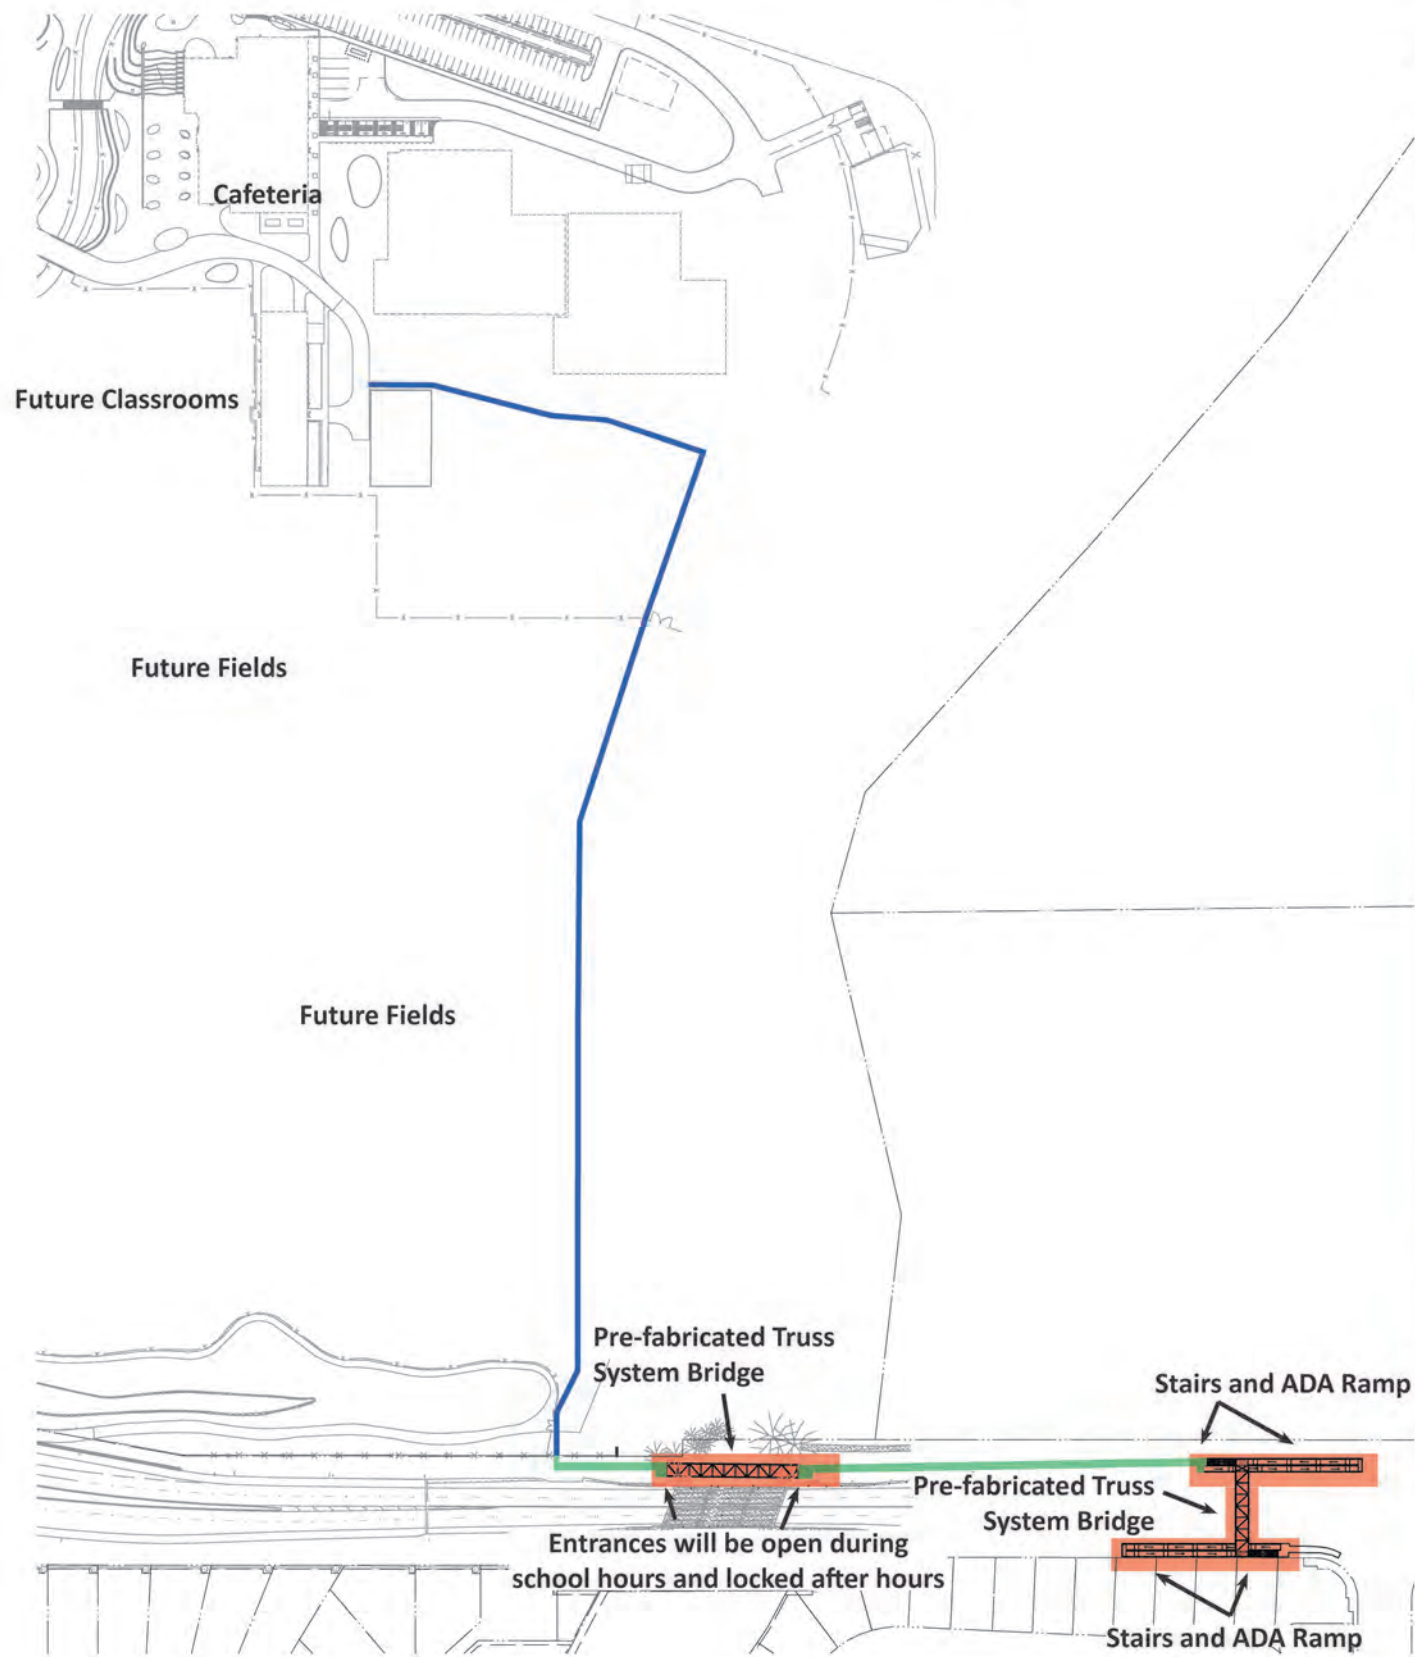 Cafeteria
Future Classrooms
Future Fields
Future Fields
Pre-fabricated Truss
System Bridge
Stairs and ADA Ramp
Pre-fabricated Truss
System Bridge
Entrances will be open during
school hours and locked after hours
Stairs and ADA Ramp